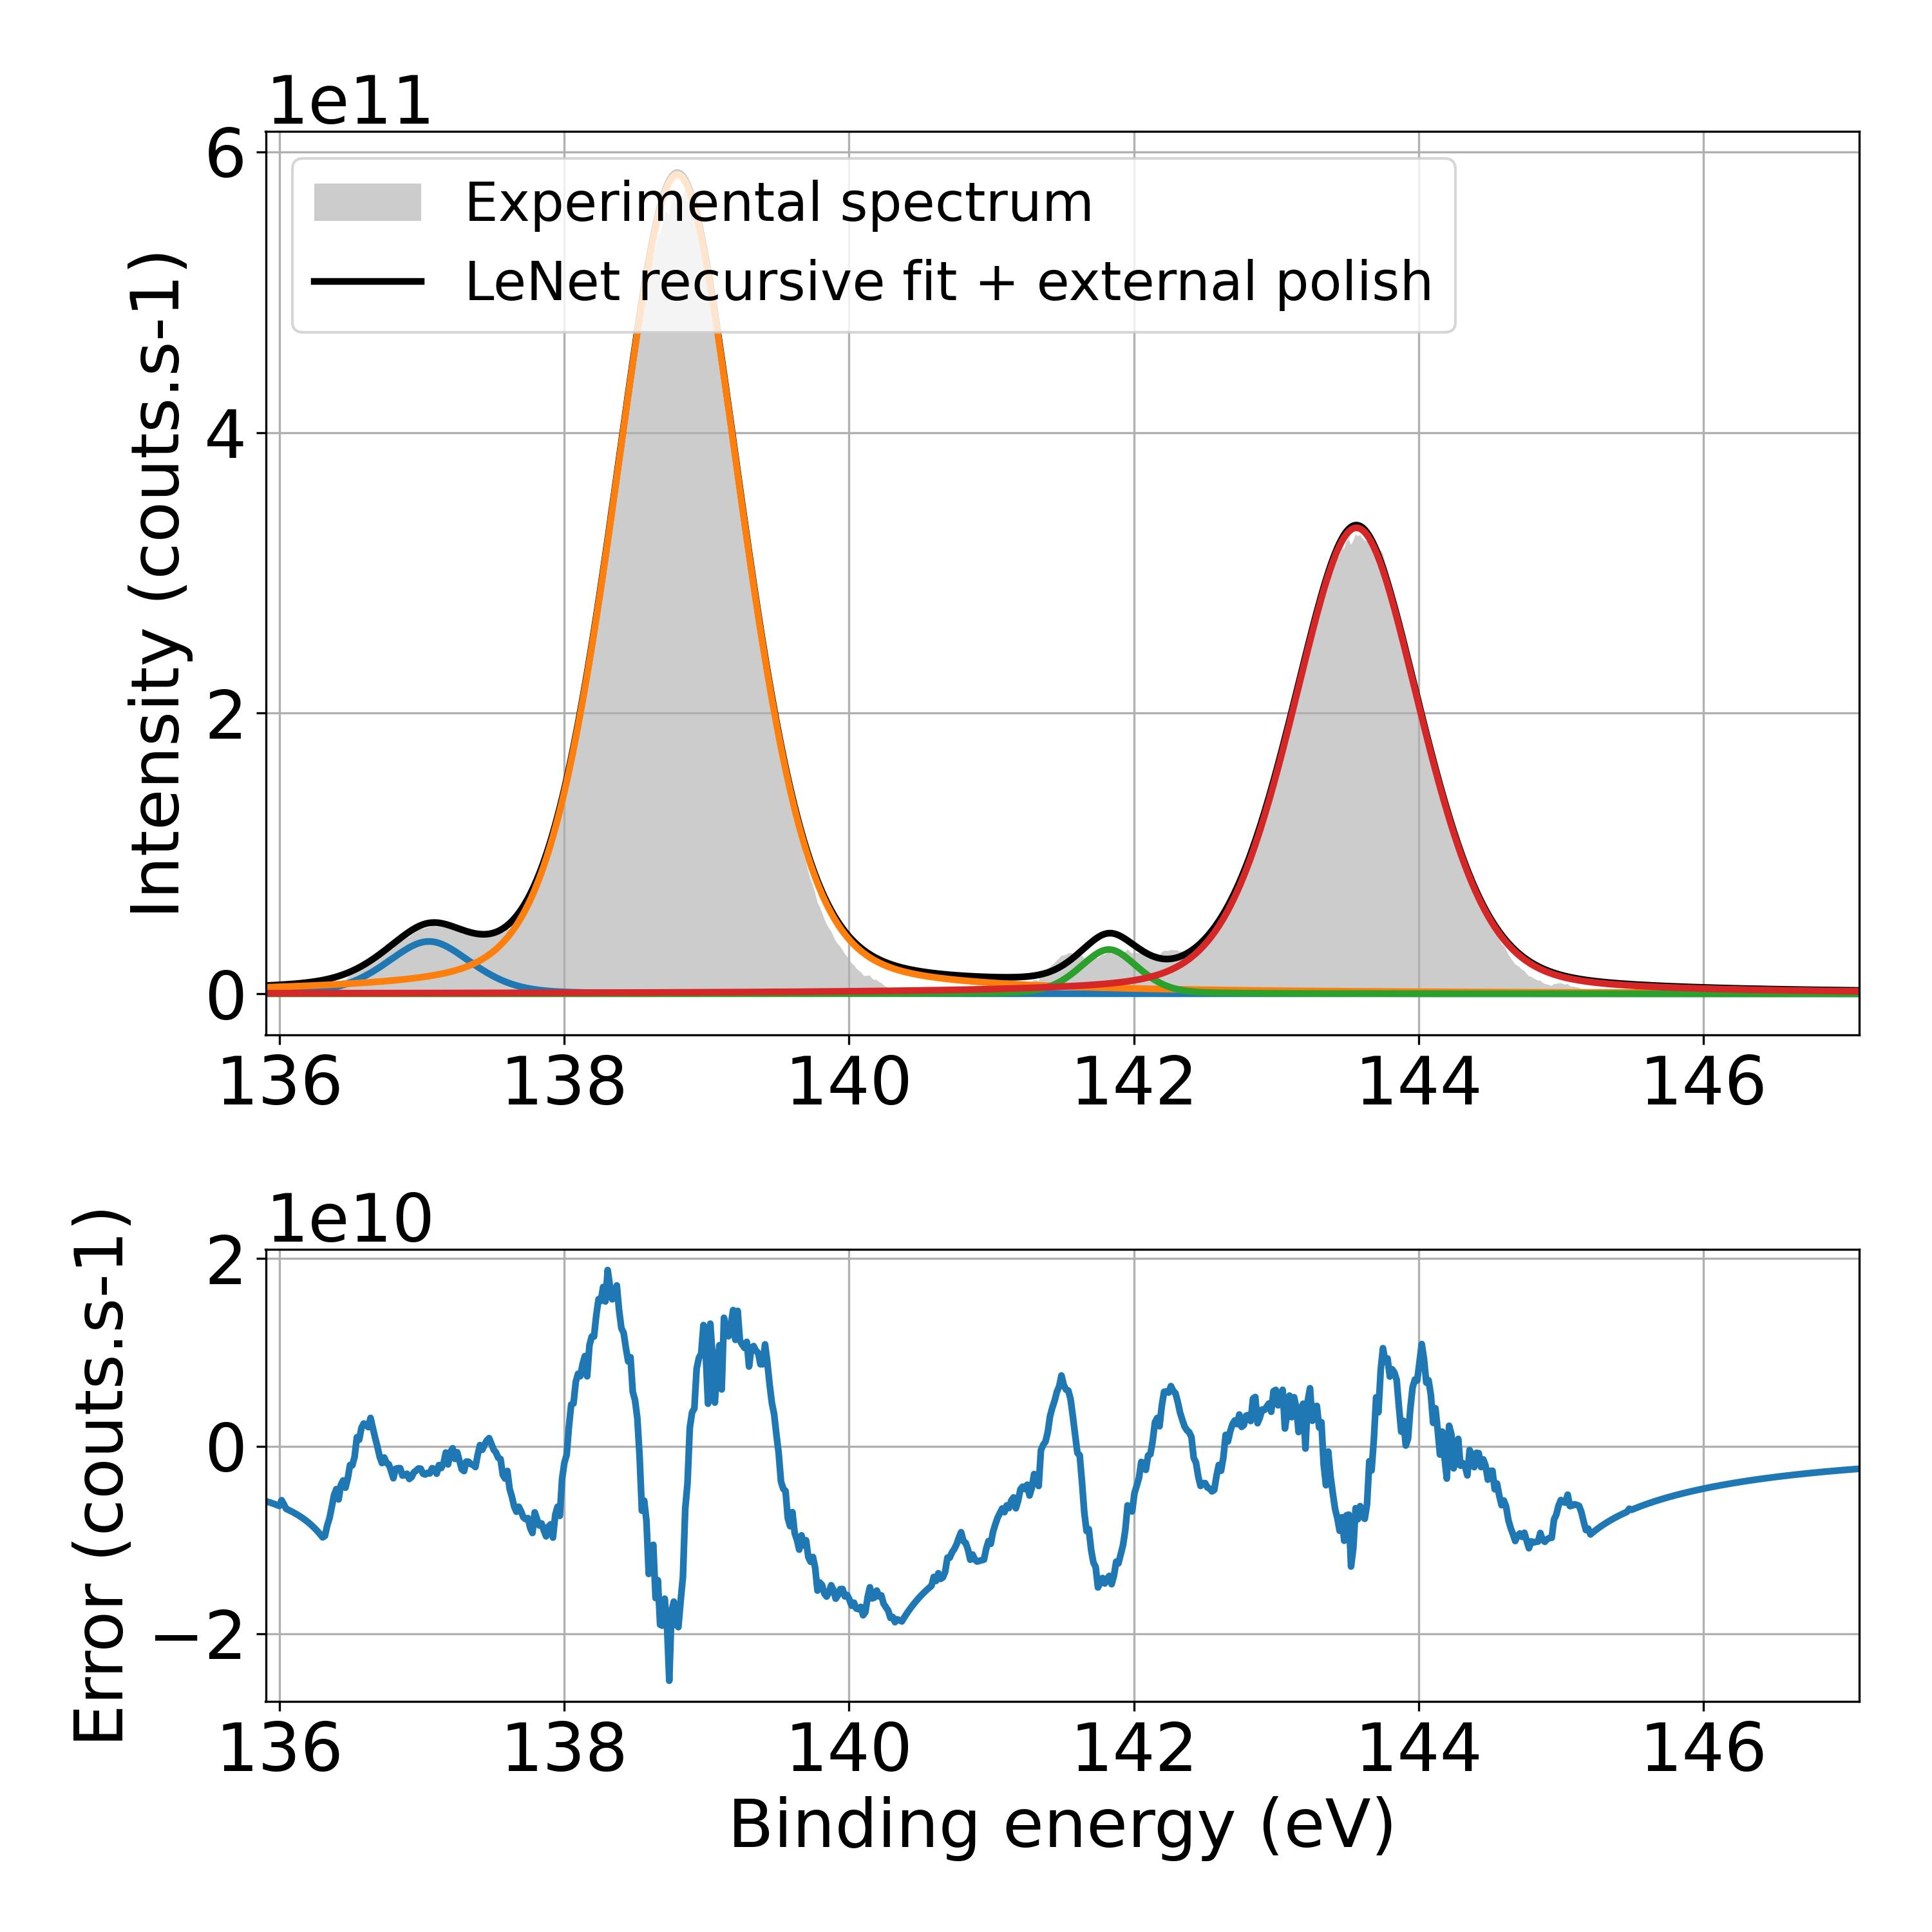 1e11
6
4
2
0
Intensity (couts.s-1)
Experimental spectrum
LeNet recursive fit + external polish
136 138 140 142 144 146
1e10
2
0
−2
Error (couts.s-1)
136 138 140 142 144 146
Binding energy (eV)